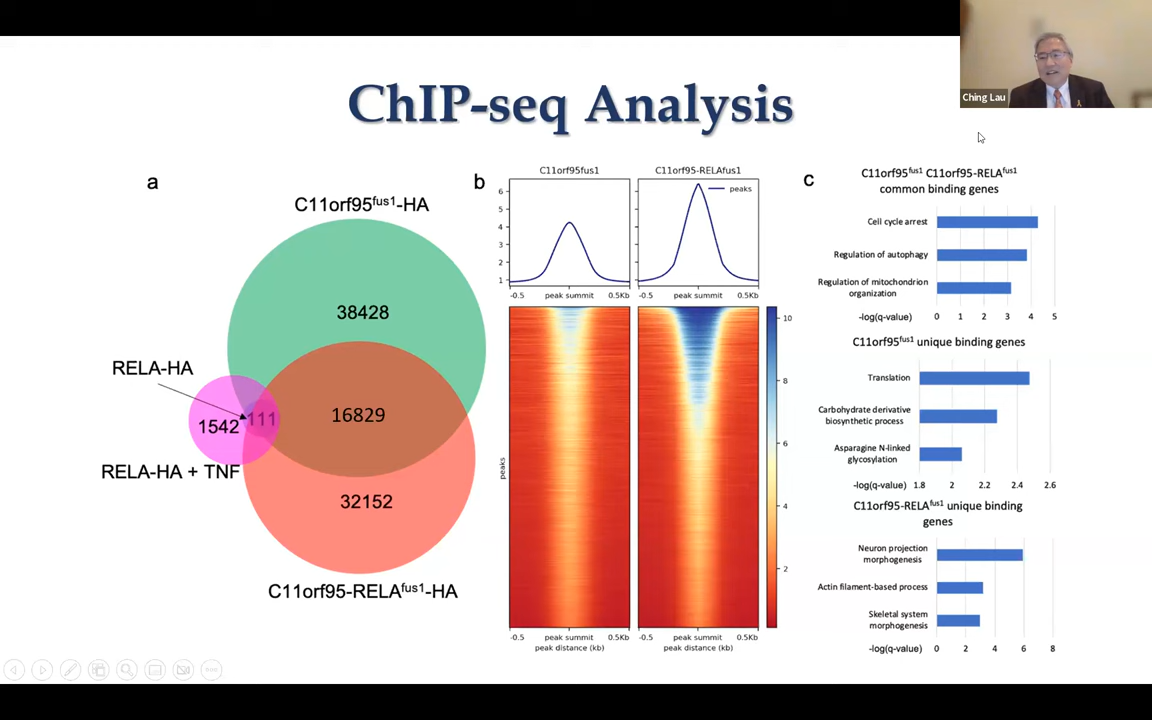 Ching Lau
ChIP-seq Analysis
a
C11orf95fus1-HA
38428
RELA-HA
111
16829
1542
RELA-HA + TNF
32152
C11orf95-RELAfus1-HA
b
C11orf95fus1
C11orf95-RELAfus1
peaks
6
5
4
3
2
1
-0.5 peak summit 0.5Kb
-0.5 peak summit 0.5Kb
peaks
10
8
6
4
2
-0.5 peak summit 0.5Kb
peak distance (kb)
-0.5 peak summit 0.5Kb
peak distance (kb)
c
C11orf95fus1 C11orf95-RELAfus1
common binding genes
Cell cycle arrest
Regulation of autophagy
Regulation of mitochondrion
organization
-log(q-value) 0 1 2 3 4 5
C11orf95fus1 unique binding genes
Translation
Carbohydrate derivative
biosynthetic process
Asparagine N-linked
glycosylation
-log(q-value) 1.8 2 2.2 2.4 2.6
C11orf95-RELAfus1 unique binding
genes
Neuron projection
morphogenesis
Actin filament-based process
Skeletal system
morphogenesis
-log(q-value) 0 2 4 6 8